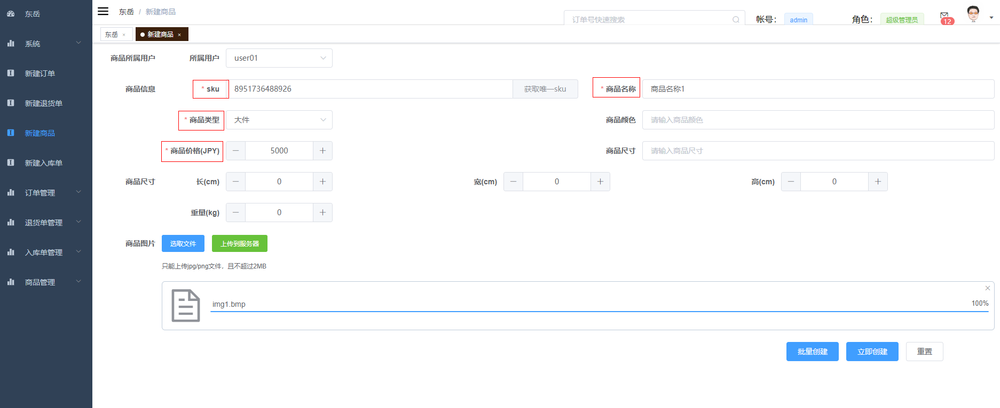 东岳
系统
新建订单
新建退货单
新建商品
新建入库单
订单管理
退货单管理
入库单管理
商品管理
东岳 / 新建商品
订单号快速搜索
帐号： admin
角色： 超级管理员
12
东岳 ×
新建商品 ×
商品所属用户 所属用户 user01
商品信息 * sku 8951736488926 获取唯一sku * 商品名称 商品名称1
* 商品类型 大件 商品颜色 请输入商品颜色
* 商品价格(JPY) 5000 商品尺寸 请输入商品尺寸
商品尺寸 长(cm) 0 宽(cm) 0 高(cm) 0
重量(kg) 0
商品图片 选取文件 上传到服务器
只能上传jpg/png文件，且不超过2MB
img1.bmp 100%
批量创建 立即创建 重置